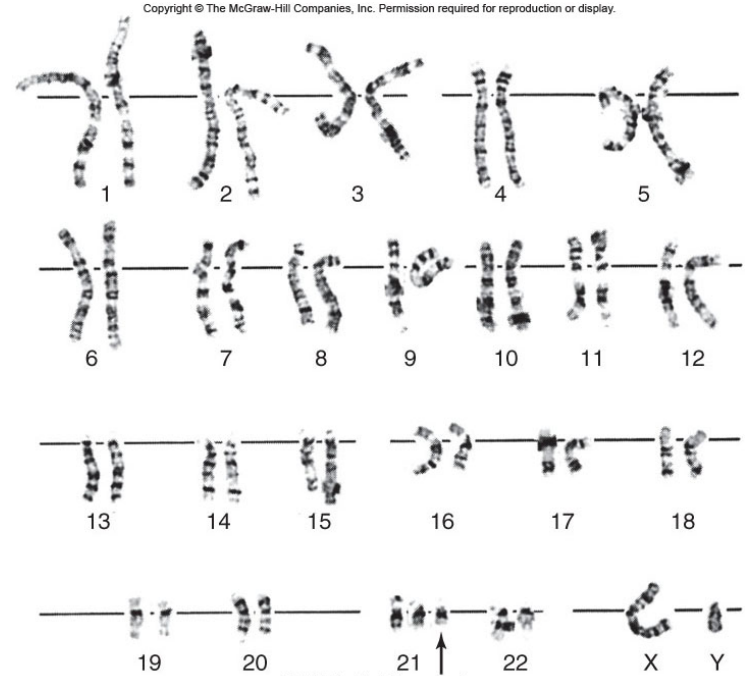 Copyright © The McGraw-Hill Companies, Inc. Permission required for reproduction or display.
1 2 3 4 5
6 7 8 9 10 11 12
13 14 15 16 17 18
19 20 21 22 X Y